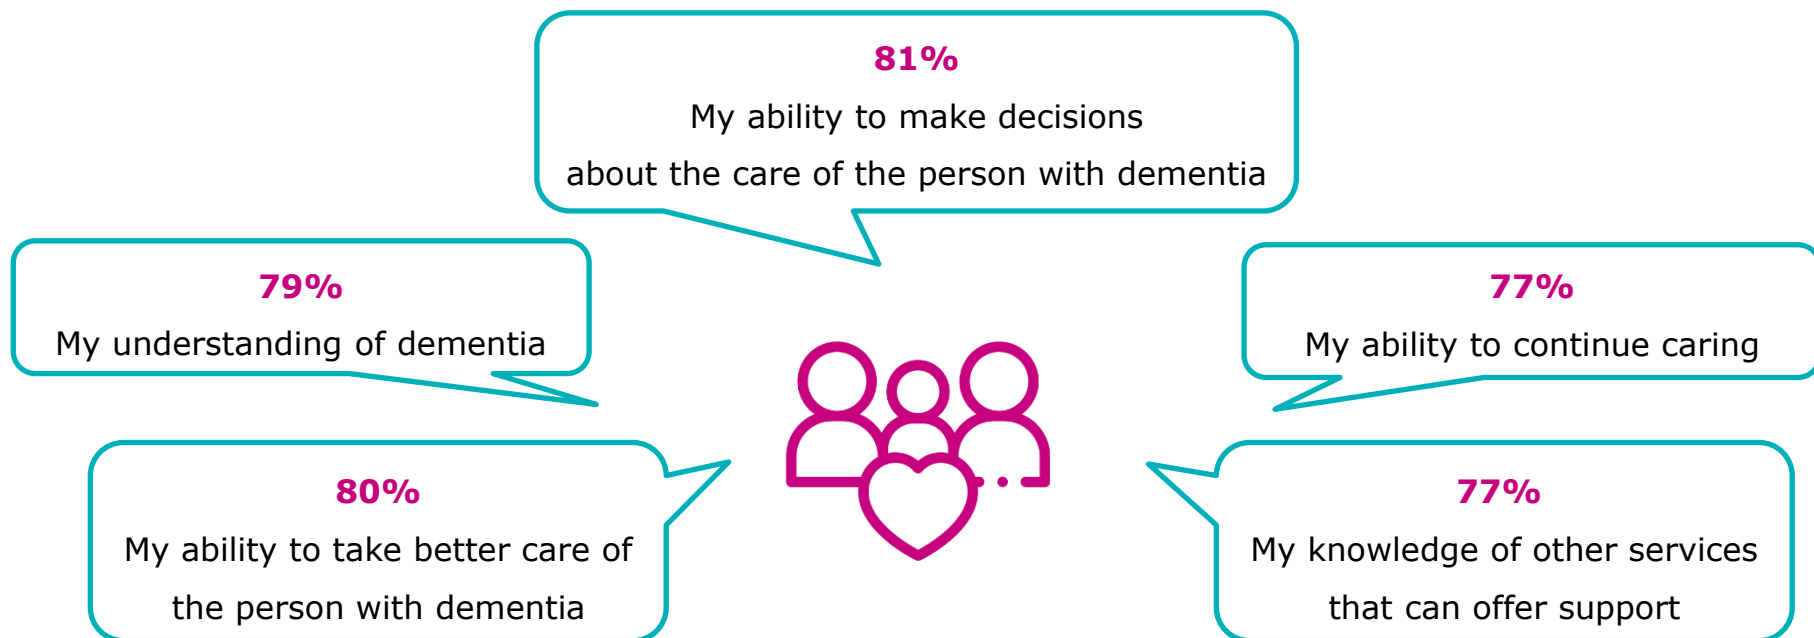 81%
My ability to make decisions
about the care of the person with dementia
79%
My understanding of dementia
77%
My ability to continue caring
80%
My ability to take better care of
the person with dementia
77%
My knowledge of other services
that can offer support